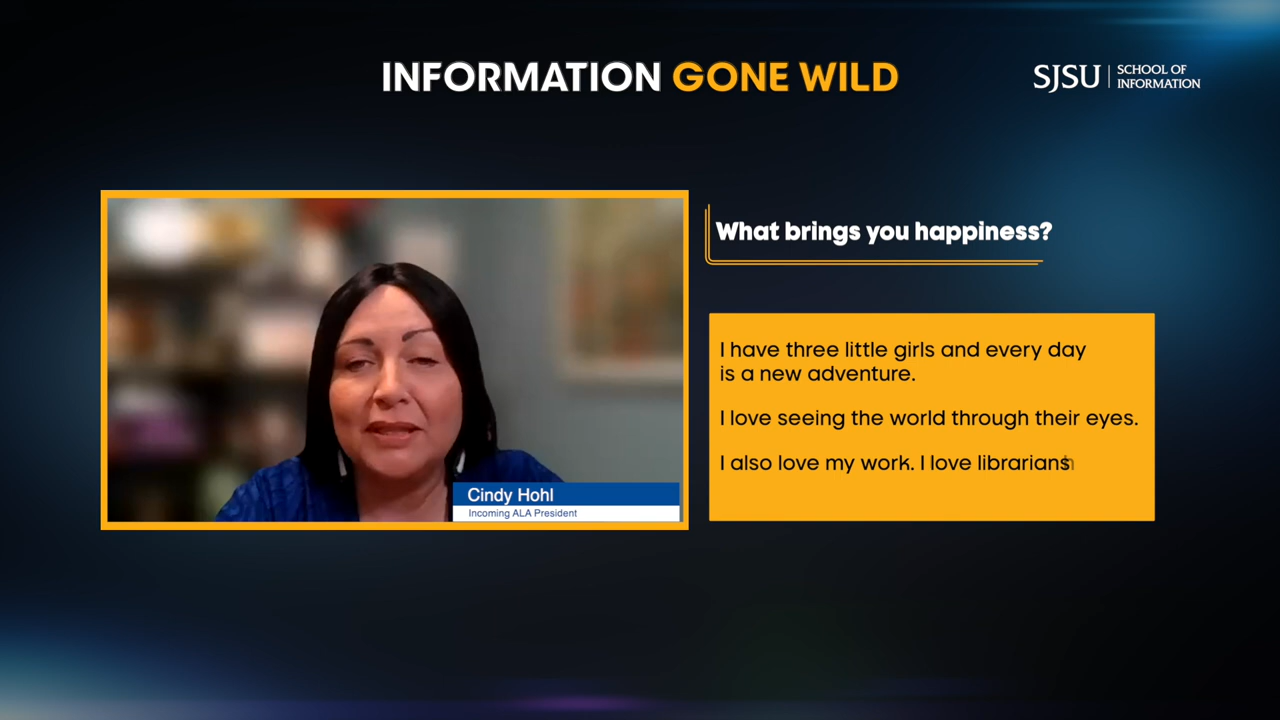 INFORMATION GONE WILD
SJSU
SCHOOL OF
INFORMATION
What brings you happiness?
I have three little girls and every day
is a new adventure.
I love seeing the world through their eyes.
I also love my work. I love librarians
Cindy Hohl
Incoming ALA President